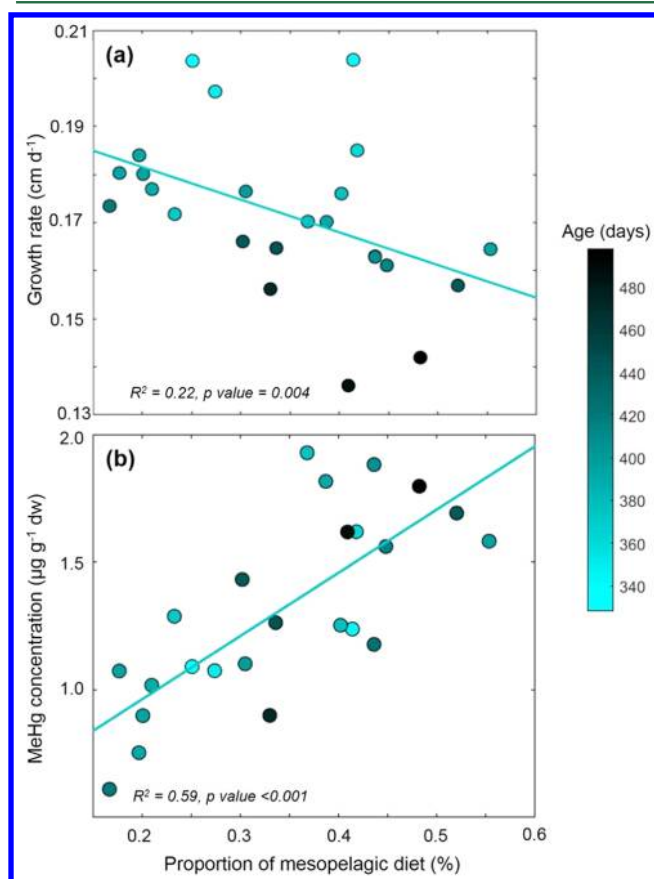 0.21
(a)
0.19
0.17
0.15
0.13
Growth rate (cm d⁻¹)
R² = 0.22, p value = 0.004
Age (days)
480
460
440
420
400
380
360
340
2.0
(b)
1.5
1.0
MeHg concentration (µg g⁻¹ dw)
R² = 0.59, p value <0.001
0.2 0.3 0.4 0.5 0.6
Proportion of mesopelagic diet (%)